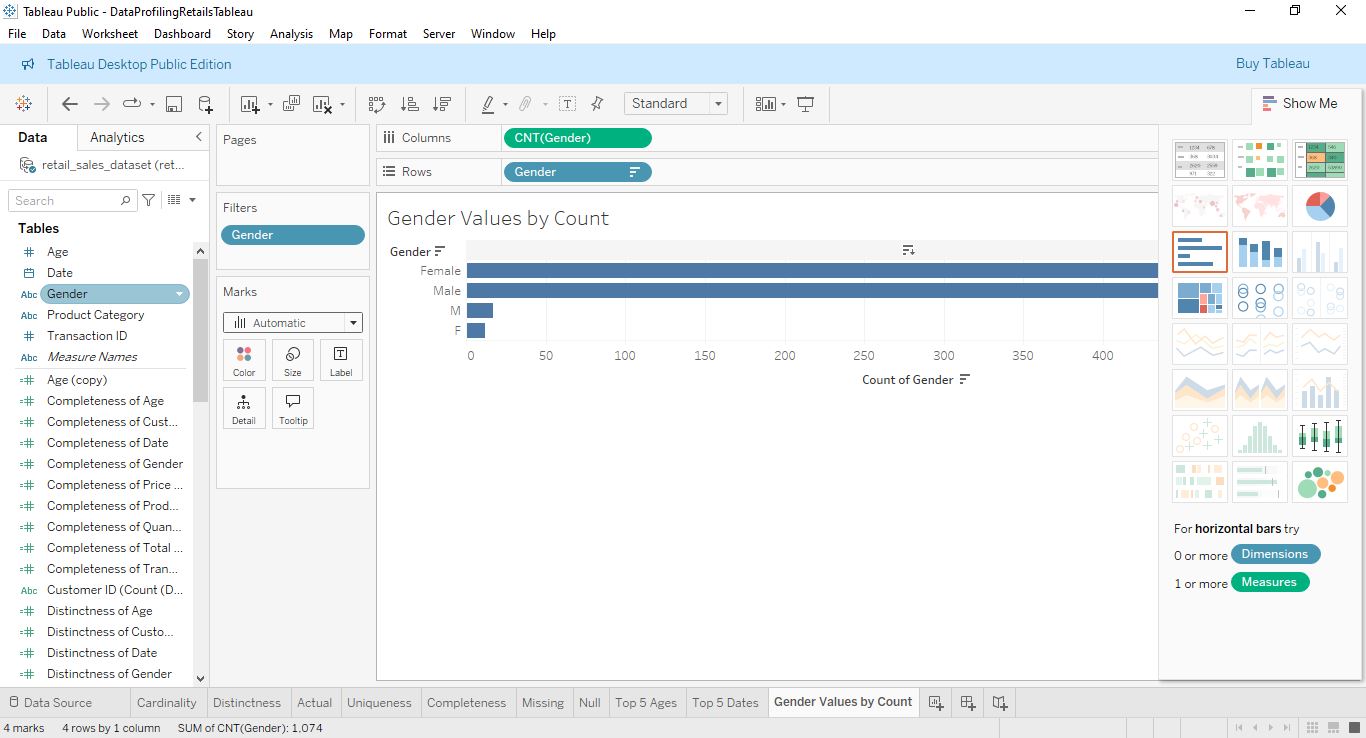 Tableau Public - DataProfilingRetailsTableau
File Data Worksheet Dashboard Story Analysis Map Format Server Window Help
Tableau Desktop Public Edition
Buy Tableau
Standard
Show Me
Data
Analytics
retail_sales_dataset (ret...
Search
Tables
Age
Date
Abc Gender
Abc Product Category
Transaction ID
Abc Measure Names
Age (copy)
Completeness of Age
Completeness of Cust...
Completeness of Date
Completeness of Gender
Completeness of Price ...
Completeness of Prod...
Completeness of Quan...
Completeness of Total ...
Completeness of Tran...
Abc Customer ID (Count (D...
Distinctness of Age
Distinctness of Custo...
Distinctness of Date
Distinctness of Gender
Pages
Filters
Gender
Marks
Automatic
Color Size Label
Detail Tooltip
Columns CNT(Gender)
Rows Gender
Gender Values by Count
Gender
Female
Male
M
F
0 50 100 150 200 250 300 350 400
Count of Gender
For horizontal bars try
0 or more Dimensions
1 or more Measures
Data Source Cardinality Distinctness Actual Uniqueness Completeness Missing Null Top 5 Ages Top 5 Dates Gender Values by Count
4 marks 4 rows by 1 column SUM of CNT(Gender): 1.074